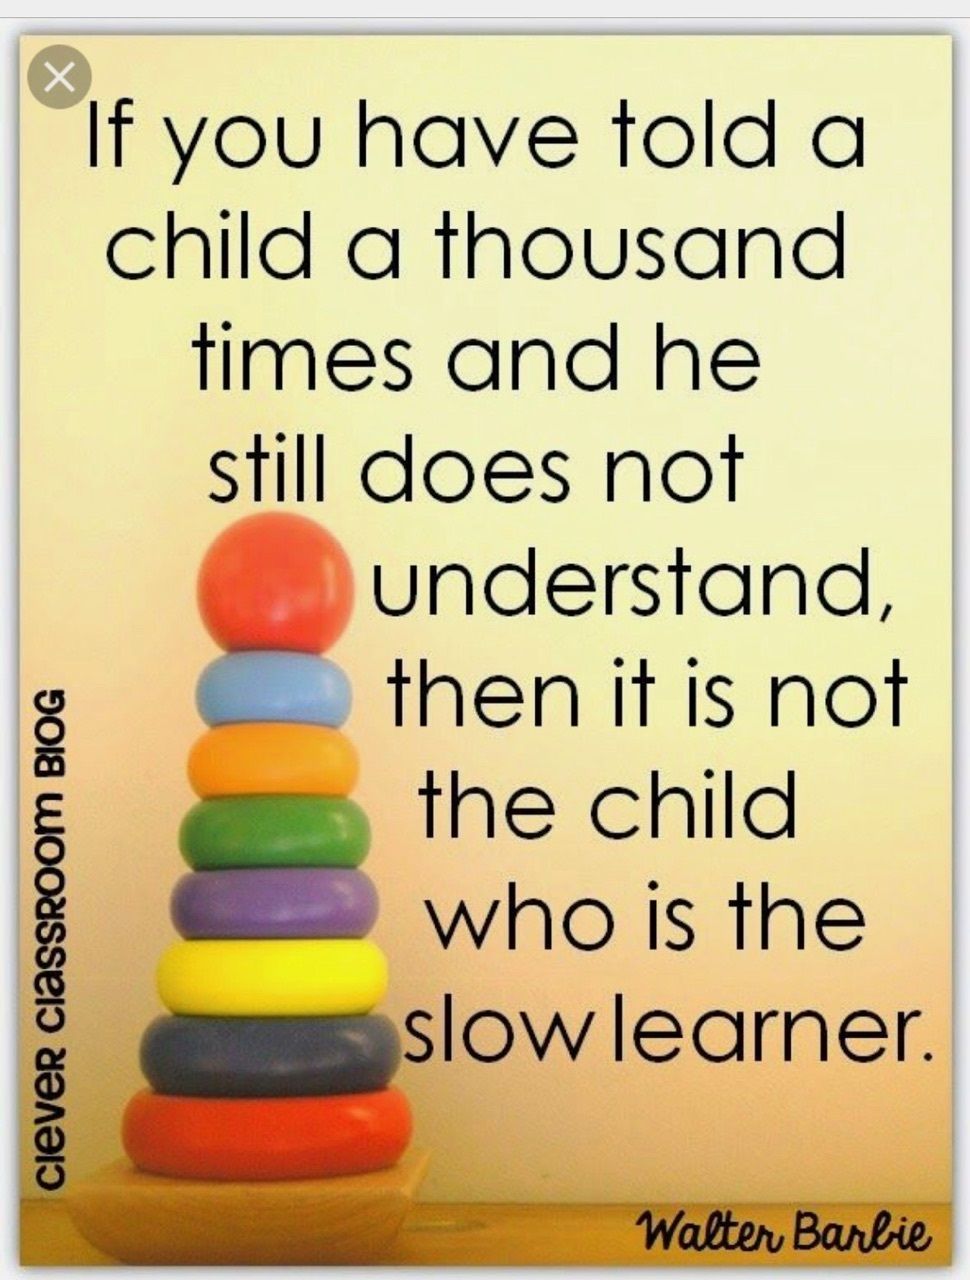 If you have told a
child a thousand
times and he
still does not
understand,
then it is not
the child
who is the
slow learner.
Clever Classroom Blog
Walter Barbie